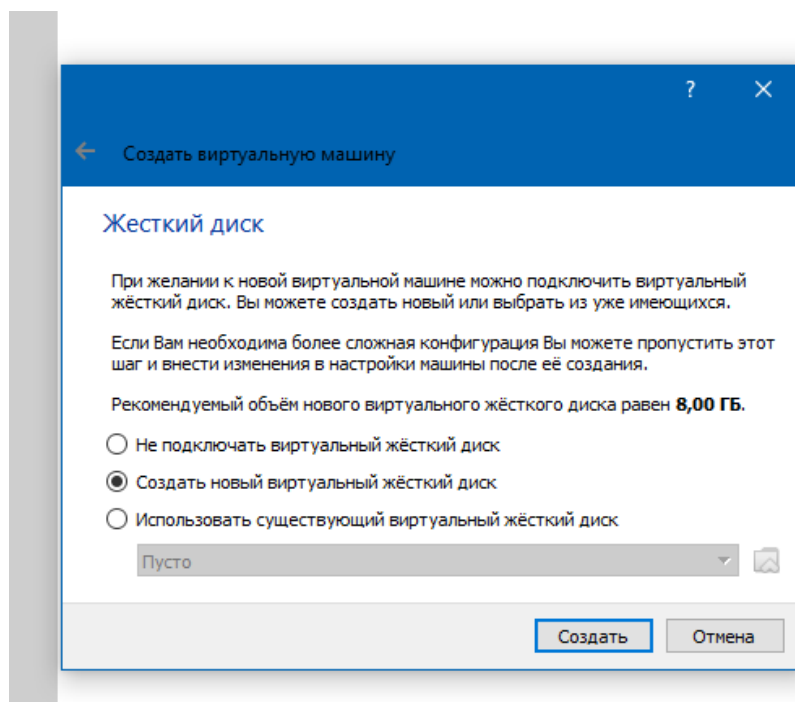 ?
Создать виртуальную машину
Жесткий диск
При желании к новой виртуальной машине можно подключить виртуальный
жёсткий диск. Вы можете создать новый или выбрать из уже имеющихся.
Если Вам необходима более сложная конфигурация Вы можете пропустить этот
шаг и внести изменения в настройки машины после её создания.
Рекомендуемый объём нового виртуального жёсткого диска равен 8,00 ГБ.
Не подключать виртуальный жёсткий диск
Создать новый виртуальный жёсткий диск
Использовать существующий виртуальный жёсткий диск
Пусто
Создать Отмена